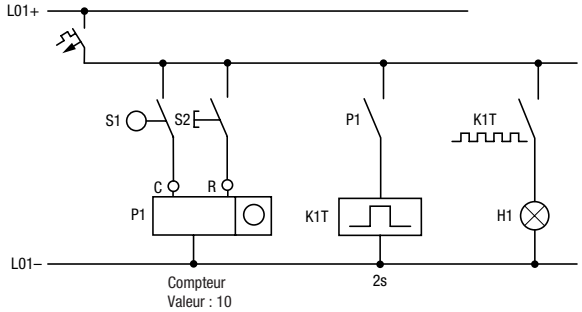 L01+
S1
S2
P1
K1T
C
R
P1
K1T
H1
L01–
Compteur
Valeur : 10
2s